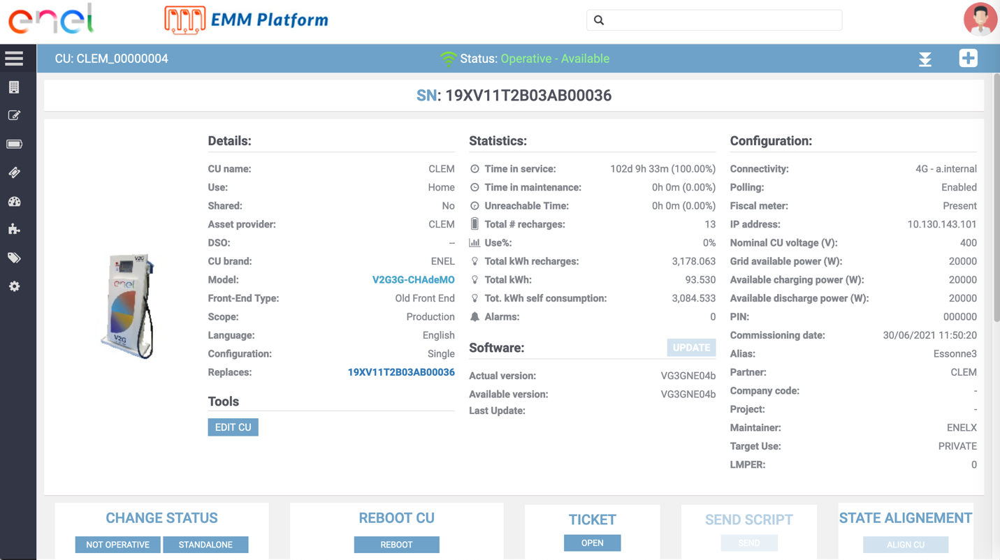 enel
EMM Platform
CU: CLEM_00000004
Status: Operative - Available
SN: 19XV11T2B03AB00036
Details:
CU name: CLEM
Use: Home
Shared: No
Asset provider: CLEM
DSO: –
CU brand: ENEL
Model: V2G3G-CHAdeMO
Front-End Type: Old Front End
Scope: Production
Language: English
Configuration: Single
Replaces: 19XV11T2B03AB00036
Tools
EDIT CU
Statistics:
Time in service: 102d 9h 33m (100.00%)
Time in maintenance: 0h 0m (0.00%)
Unreachable Time: 0h 0m (0.00%)
Total # recharges: 13
Use%: 0%
Total kWh recharges: 3,178.063
Total kWh: 93.530
Tot. kWh self consumption: 3,084.533
Alarms: 0
Software: UPDATE
Actual version: VG3GNE04b
Available version: VG3GNE04b
Last Update:
Configuration:
Connectivity: 4G - a.internal
Polling: Enabled
Fiscal meter: Present
IP address: 10.130.143.101
Nominal CU voltage (V): 400
Grid available power (W): 20000
Available charging power (W): 20000
Available discharge power (W): 20000
PIN: 000000
Commissioning date: 30/06/2021 11:50:20
Alias: Essonne3
Partner: CLEM
Company code: -
Project: -
Maintainer: ENELX
Target Use: PRIVATE
LMPER: 0
V2G
enel
V2G
CHANGE STATUS
NOT OPERATIVE STANDALONE
REBOOT CU
REBOOT
TICKET
OPEN
SEND SCRIPT
SEND
STATE ALIGNEMENT
ALIGN CU